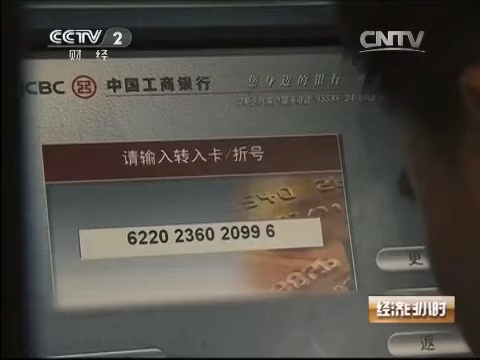 CCTV 2
财经
CNTV
ICBC 中国工商银行
您身边的银行
95588
请输入转入卡/折号
6220 2360 2099 6
更
经济半小时
返